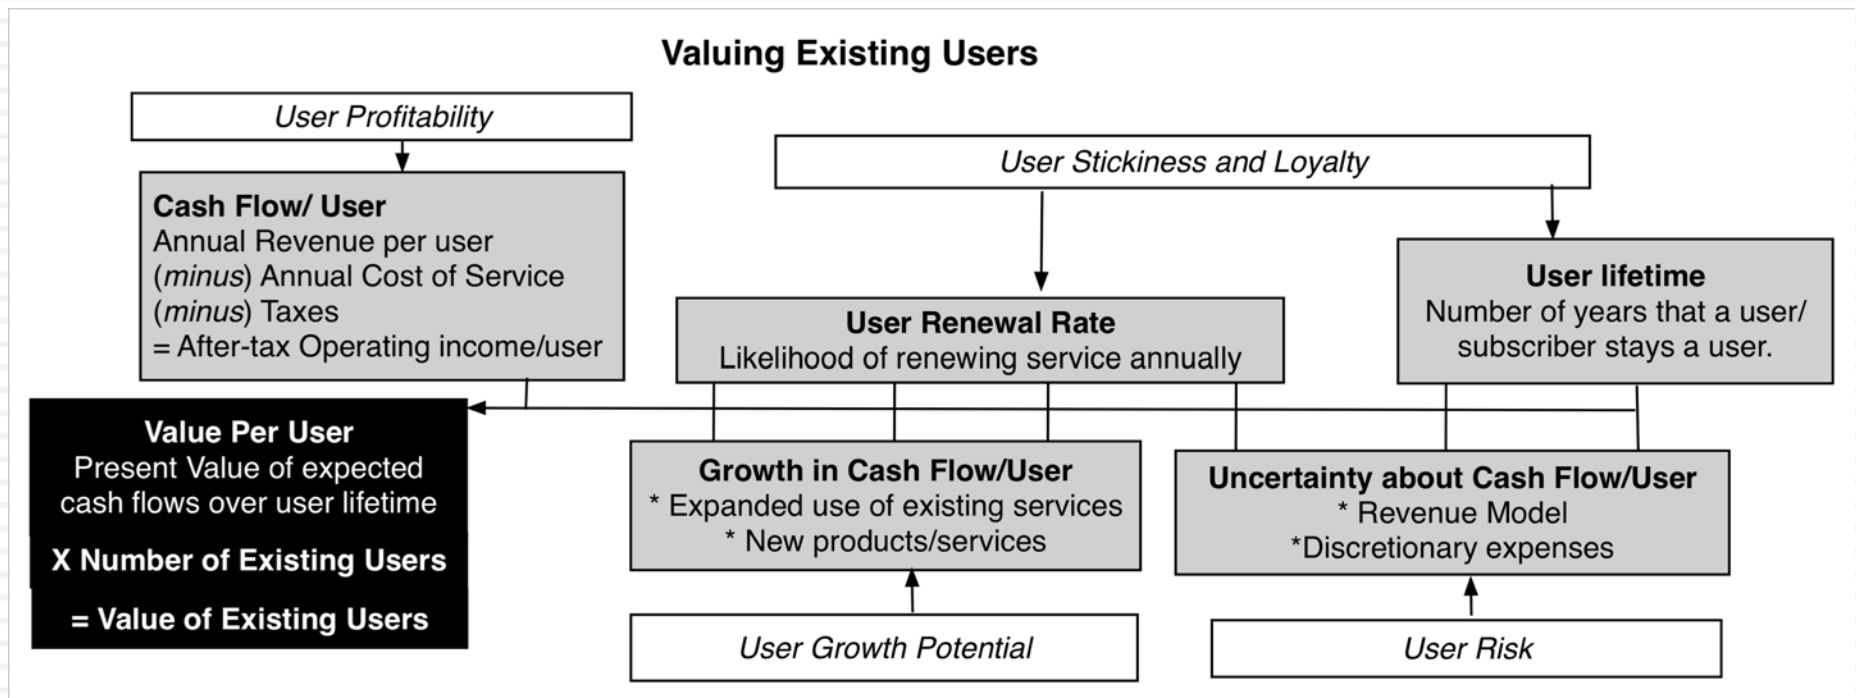 Valuing Existing Users
User Profitability
Cash Flow/ User
Annual Revenue per user
(minus) Annual Cost of Service
(minus) Taxes
= After-tax Operating income/user
User Stickiness and Loyalty
User Renewal Rate
Likelihood of renewing service annually
User lifetime
Number of years that a user/
subscriber stays a user.
Value Per User
Present Value of expected
cash flows over user lifetime
X Number of Existing Users
= Value of Existing Users
Growth in Cash Flow/User
* Expanded use of existing services
* New products/services
Uncertainty about Cash Flow/User
* Revenue Model
*Discretionary expenses
User Growth Potential
User Risk